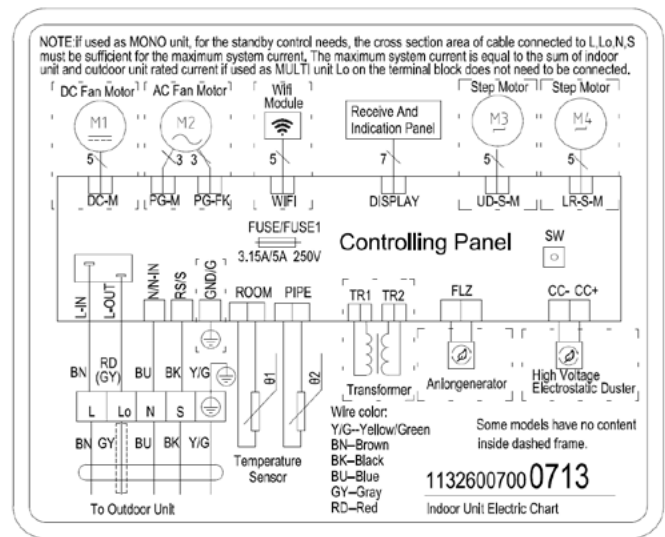 NOTE:If used as MONO unit, for the standby control needs, the cross section area of cable connected to L,Lo,N,S
must be sufficient for the maximum system current, The maximum system current is equal to the sum of indoor
unit and outdoor unit rated current if used as MULTI unit Lo on the terminal block does not need to be connected.
DC Fan Motor
AC Fan Motor
Wifi
Module
Receive And
Indication Panel
Step Motor
Step Motor
M1
M2
M3
M4
5
3
3
5
7
5
5
DC-M
PG-M
PG-FK
WIFI
DISPLAY
UD-S-M
LR-S-M
FUSE/FUSE1
3.15A/5A 250V
Controlling Panel
SW
L-IN
L-OUT
N/N-IN
RS/S
GND/G
ROOM
PIPE
TR1
TR2
FLZ
CC- CC+
BN
RD
(GY)
BU
BK
Y/G
θ1
θ2
Transformer
Aniongenerator
High Voltage
Electrostatic Duster
L
Lo
N
S
BN
GY
BU
BK
Y/G
Temperature
Sensor
To Outdoor Unit
Wire color:
Y/G--Yellow/Green
BN--Brown
BK--Black
BU--Blue
GY--Gray
RD--Red
Some models have no content
inside dashed frame.
1132600700 0713
Indoor Unit Electric Chart